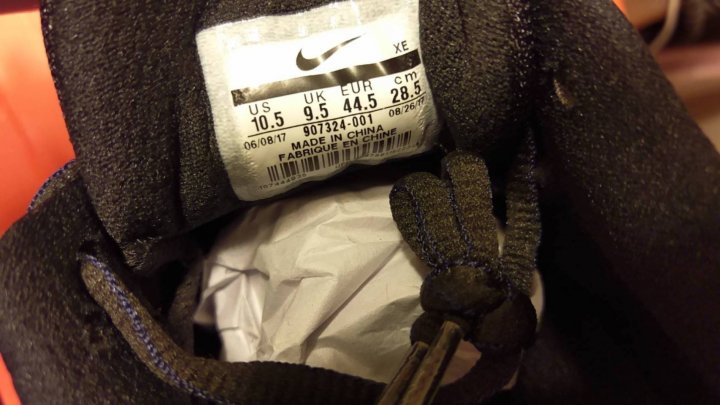 XE
US UK EUR cm
10.5 9.5 44.5 28.5
06/08/17 907324-001 08/26/17
MADE IN CHINA
FABRIQUE EN CHINE